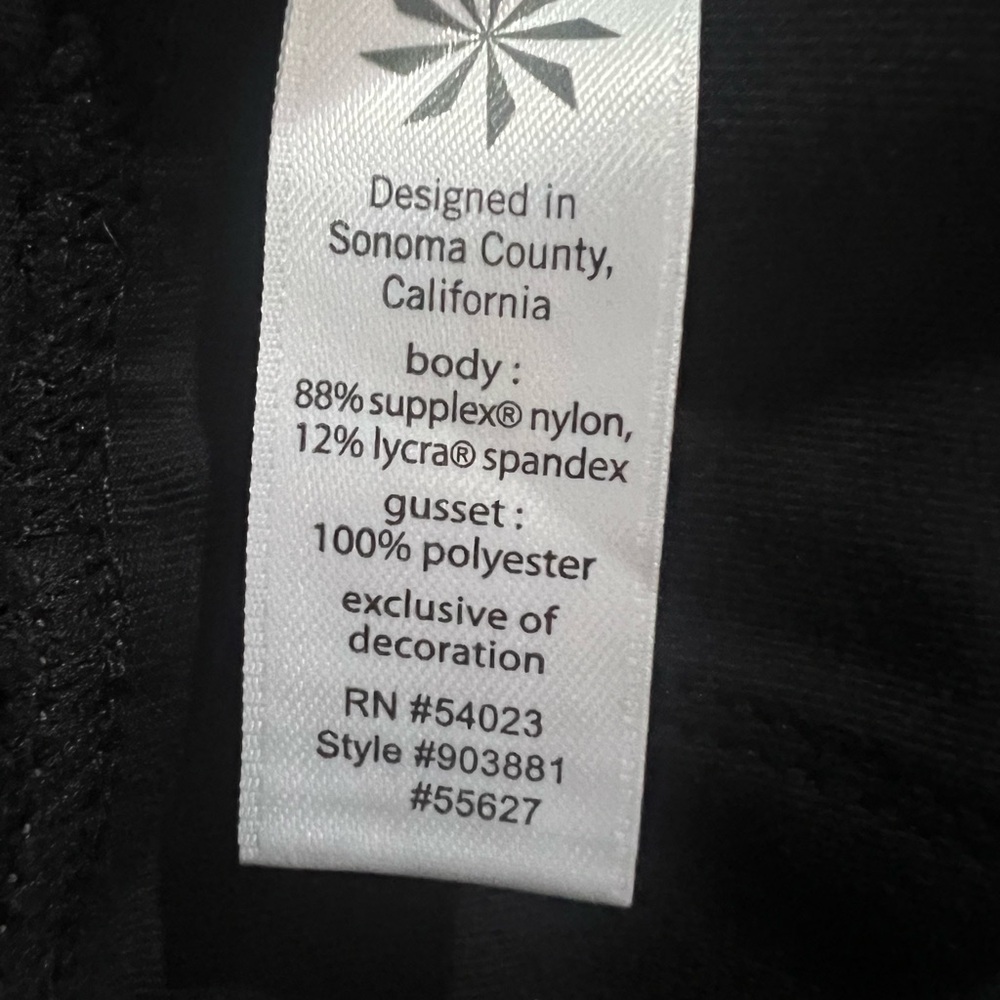 Designed in
Sonoma County,
California
body :
88% supplex® nylon,
12% lycra® spandex
gusset :
100% polyester
exclusive of
decoration
RN #54023
Style #903881
#55627